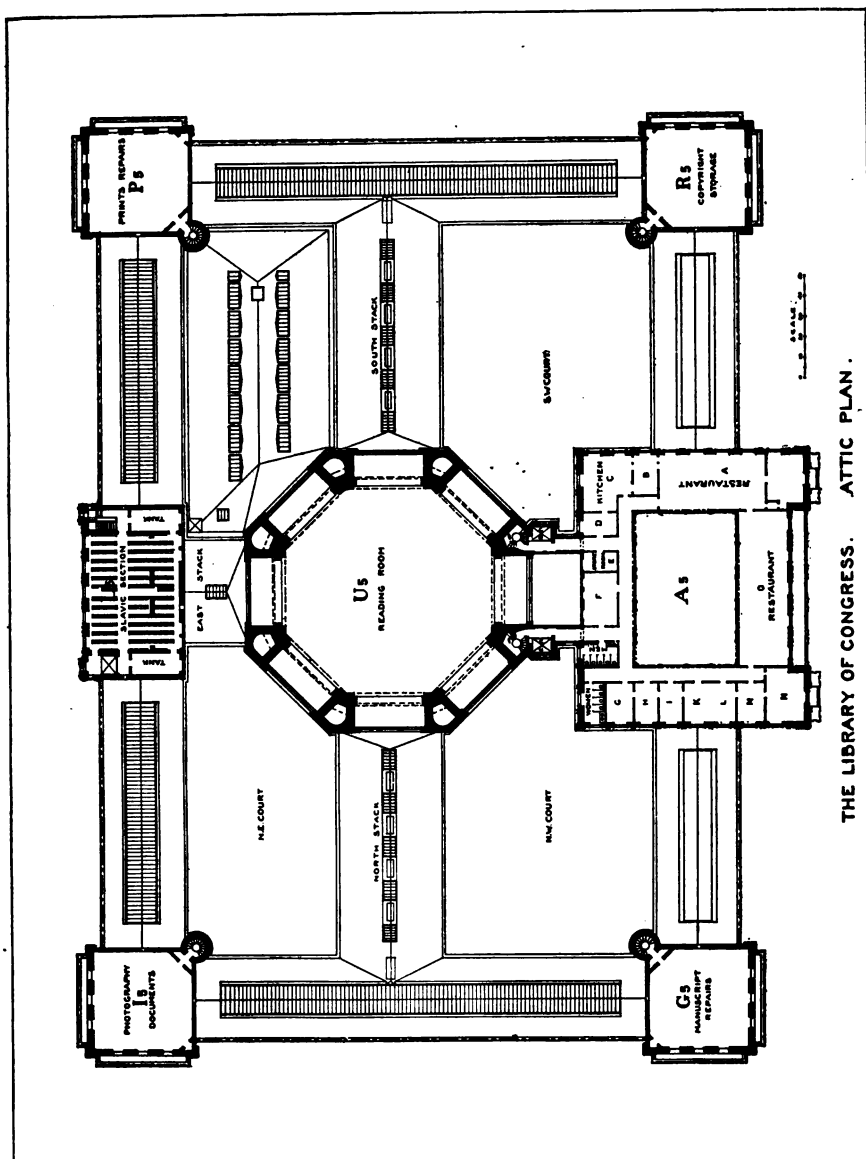 PRINTS REPAIRS
P5
R5
COPYRIGHT
STORAGE
SOUTH STACK
S.W.COURT
SCALE
TANK
SLAVIC SECTION
TANK
EAST STACK
U5
READING ROOM
KITCHEN
C
B
A
RESTAURANT
D
E
F
A5
O
RESTAURANT
MEN
WOMEN
G
H
I
K
L
M
N
N.E.COURT
NORTH STACK
N.W.COURT
PHOTOGRAPHY
I5
DOCUMENTS
G5
MANUSCRIPT
REPAIRS
THE LIBRARY OF CONGRESS. ATTIC PLAN.